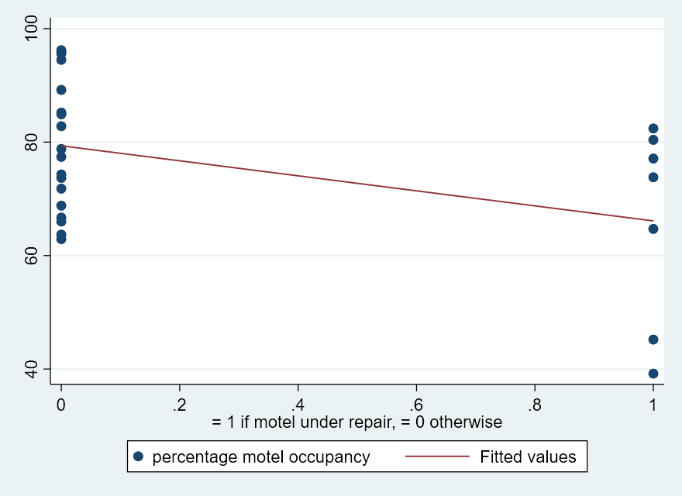 100
80
60
40
0 .2 .4 .6 .8 1
= 1 if motel under repair, = 0 otherwise
percentage motel occupancy Fitted values